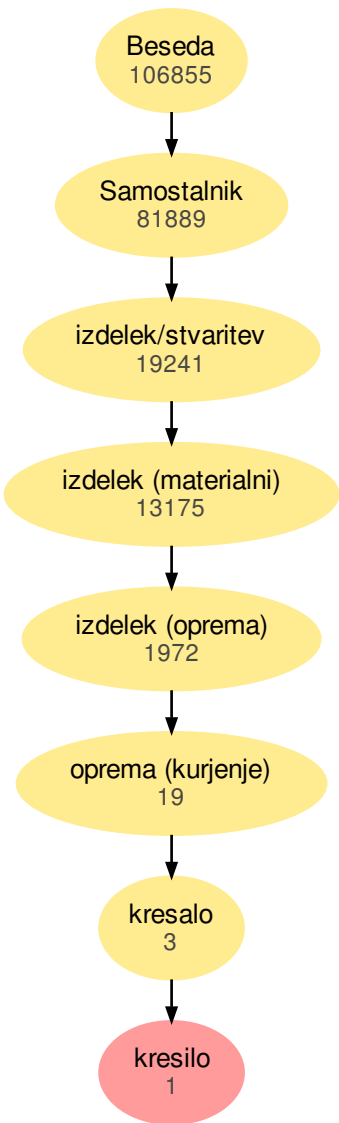 Beseda
106855
Samostalnik
81889
izdelek/stvaritev
19241
izdelek (materialni)
13175
izdelek (oprema)
1972
oprema (kurjenje)
19
kresalo
3
kresilo
1